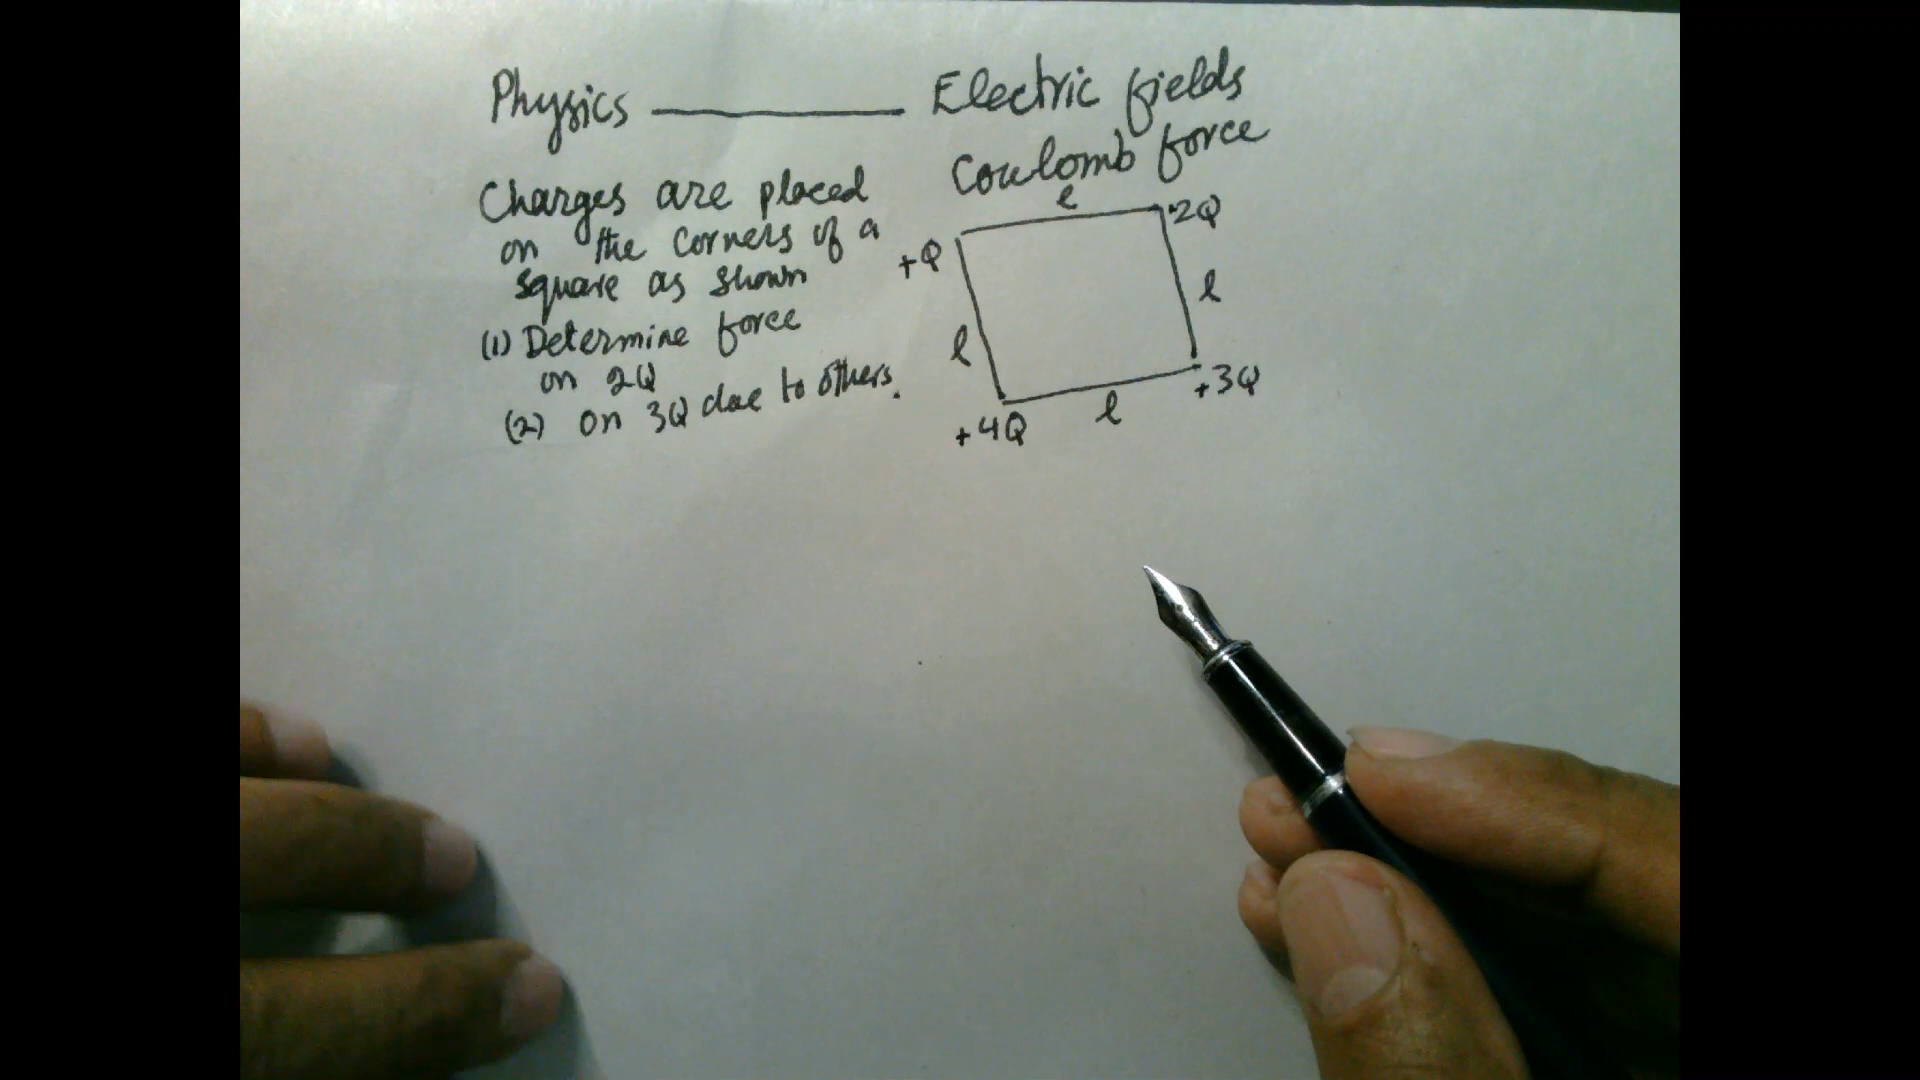 Physics Electric fields
Coulomb force
Charges are placed
on the corners of a
square as shown
(1) Determine force
on 2Q
(2) on 3Q due to others.
l
2Q
+Q
l
l
+3Q
l
+4Q